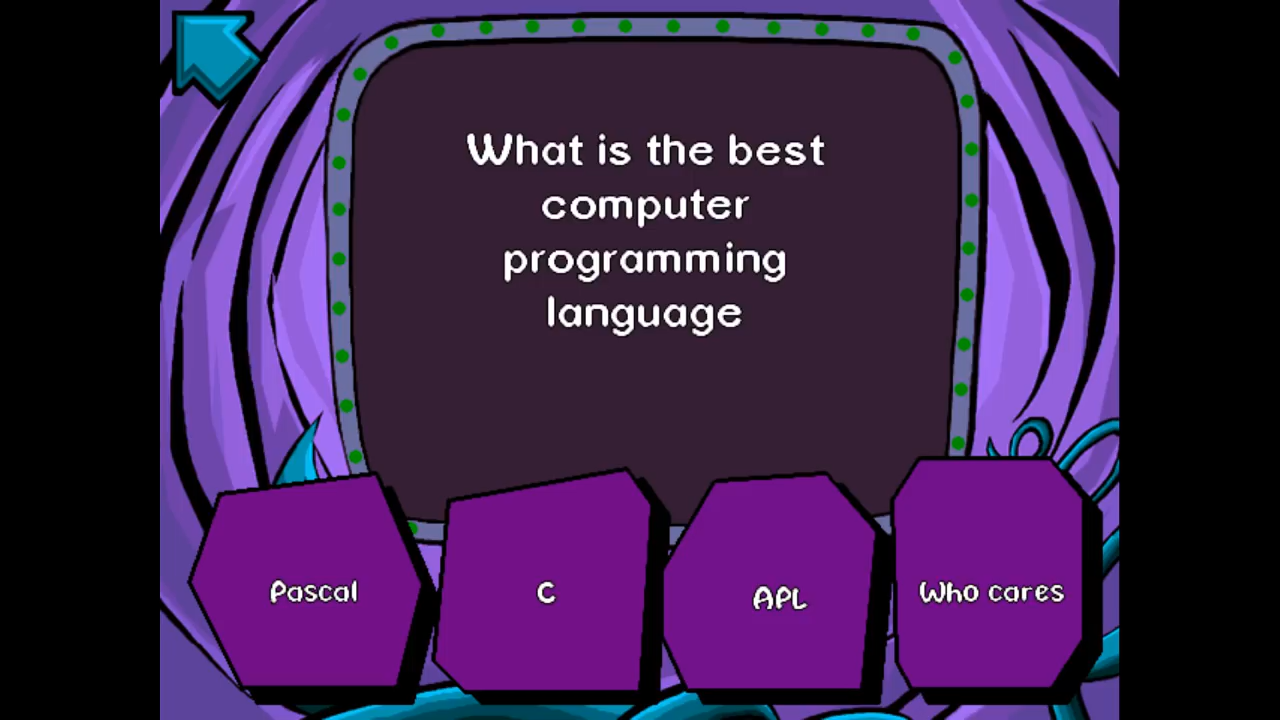 What is the best
computer
programming
language
Pascal
C
APL
Who cares